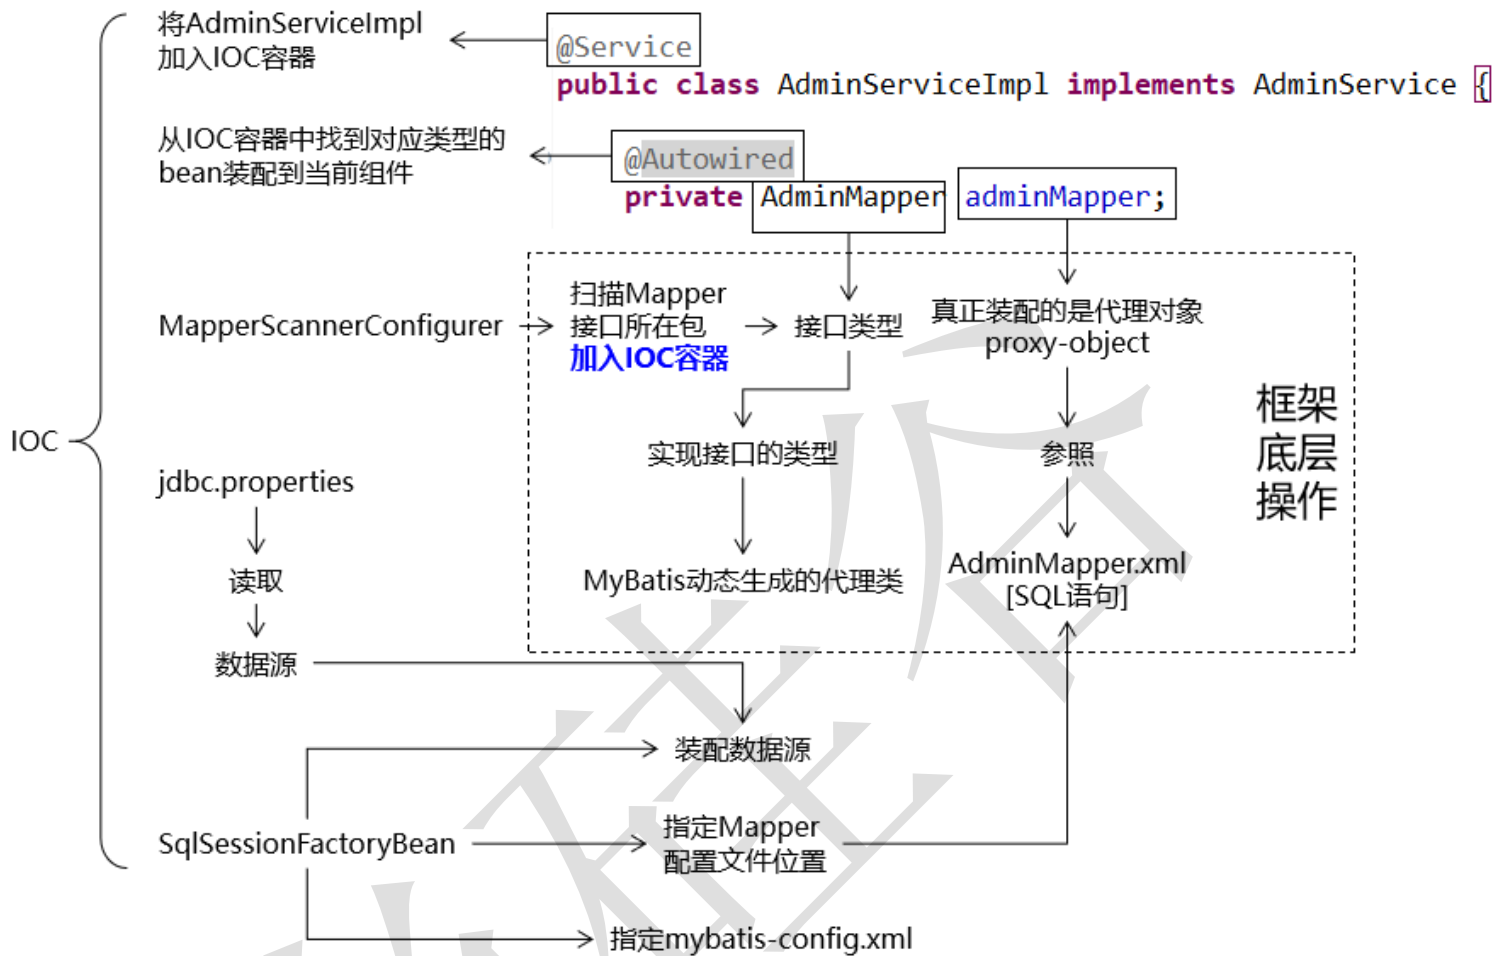 将AdminServiceImpl
加入IOC容器
@Service
public class AdminServiceImpl implements AdminService {
从IOC容器中找到对应类型的
bean装配到当前组件
@Autowired
private AdminMapper adminMapper;
IOC
MapperScannerConfigurer
扫描Mapper
接口所在包
加入IOC容器
接口类型
真正装配的是代理对象
proxy-object
框架
底层
操作
实现接口的类型
参照
jdbc.properties
读取
MyBatis动态生成的代理类
AdminMapper.xml
[SQL语句]
数据源
装配数据源
SqlSessionFactoryBean
指定Mapper
配置文件位置
指定mybatis-config.xml
硅谷